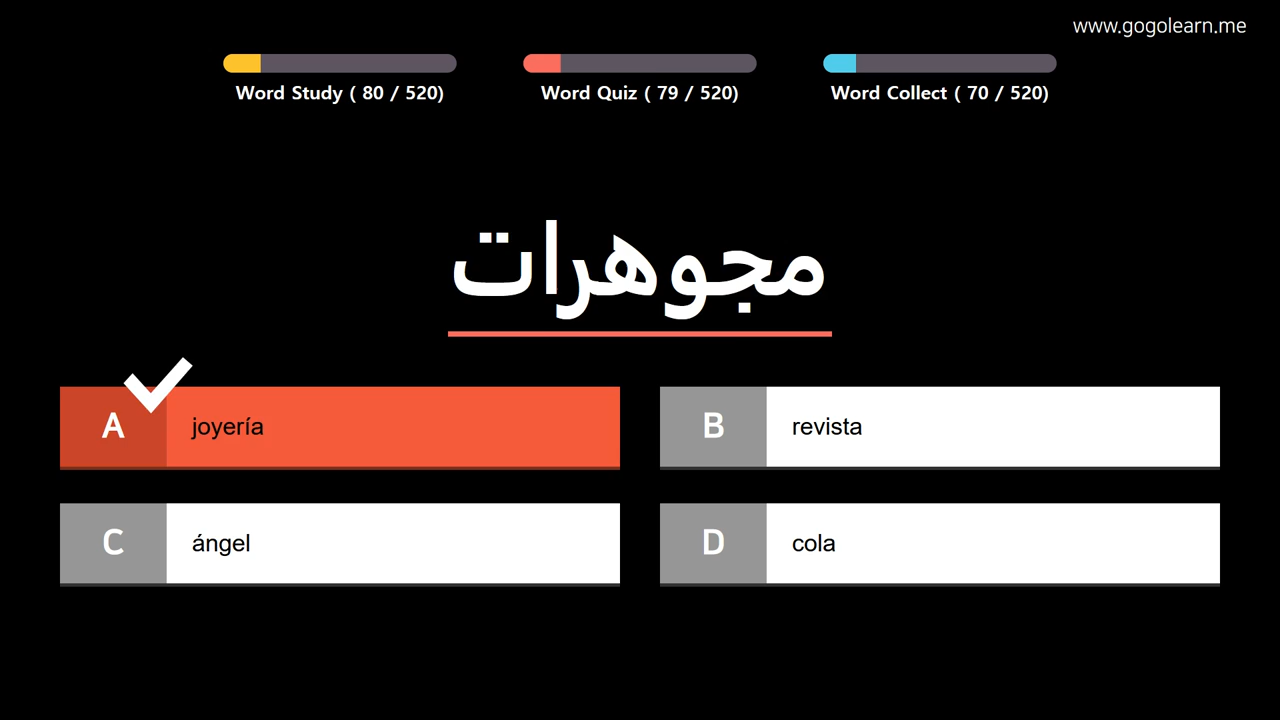 www.gogolearn.me
Word Study ( 80 / 520)
Word Quiz ( 79 / 520)
Word Collect ( 70 / 520)
مجوهرات
A joyería
B revista
C ángel
D cola